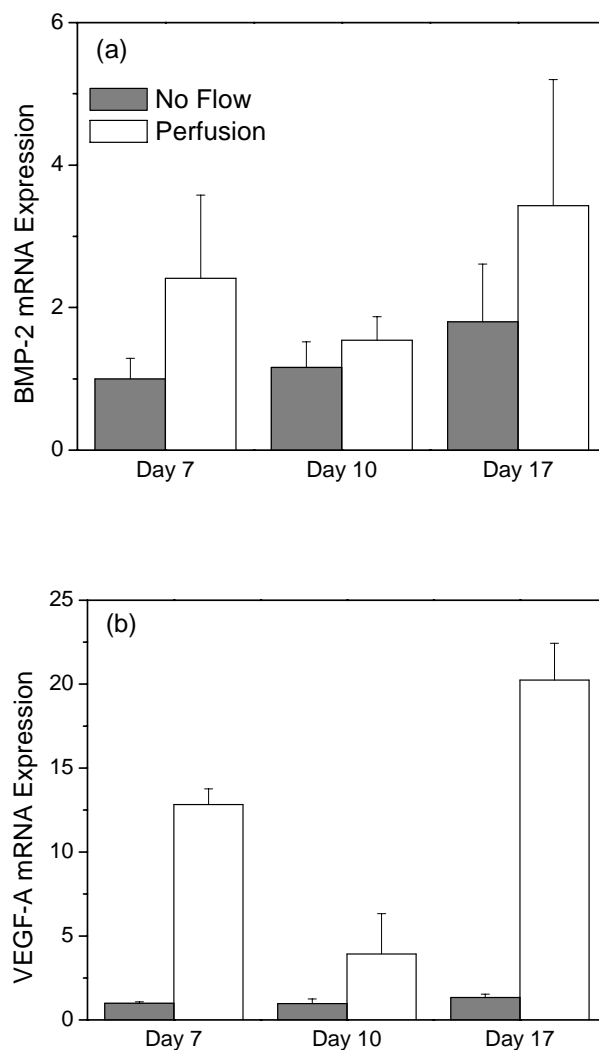 6
(a)
No Flow
Perfusion
4
2
0
BMP-2 mRNA Expression
Day 7
Day 10
Day 17
25
(b)
20
15
10
5
0
VEGF-A mRNA Expression
Day 7
Day 10
Day 17